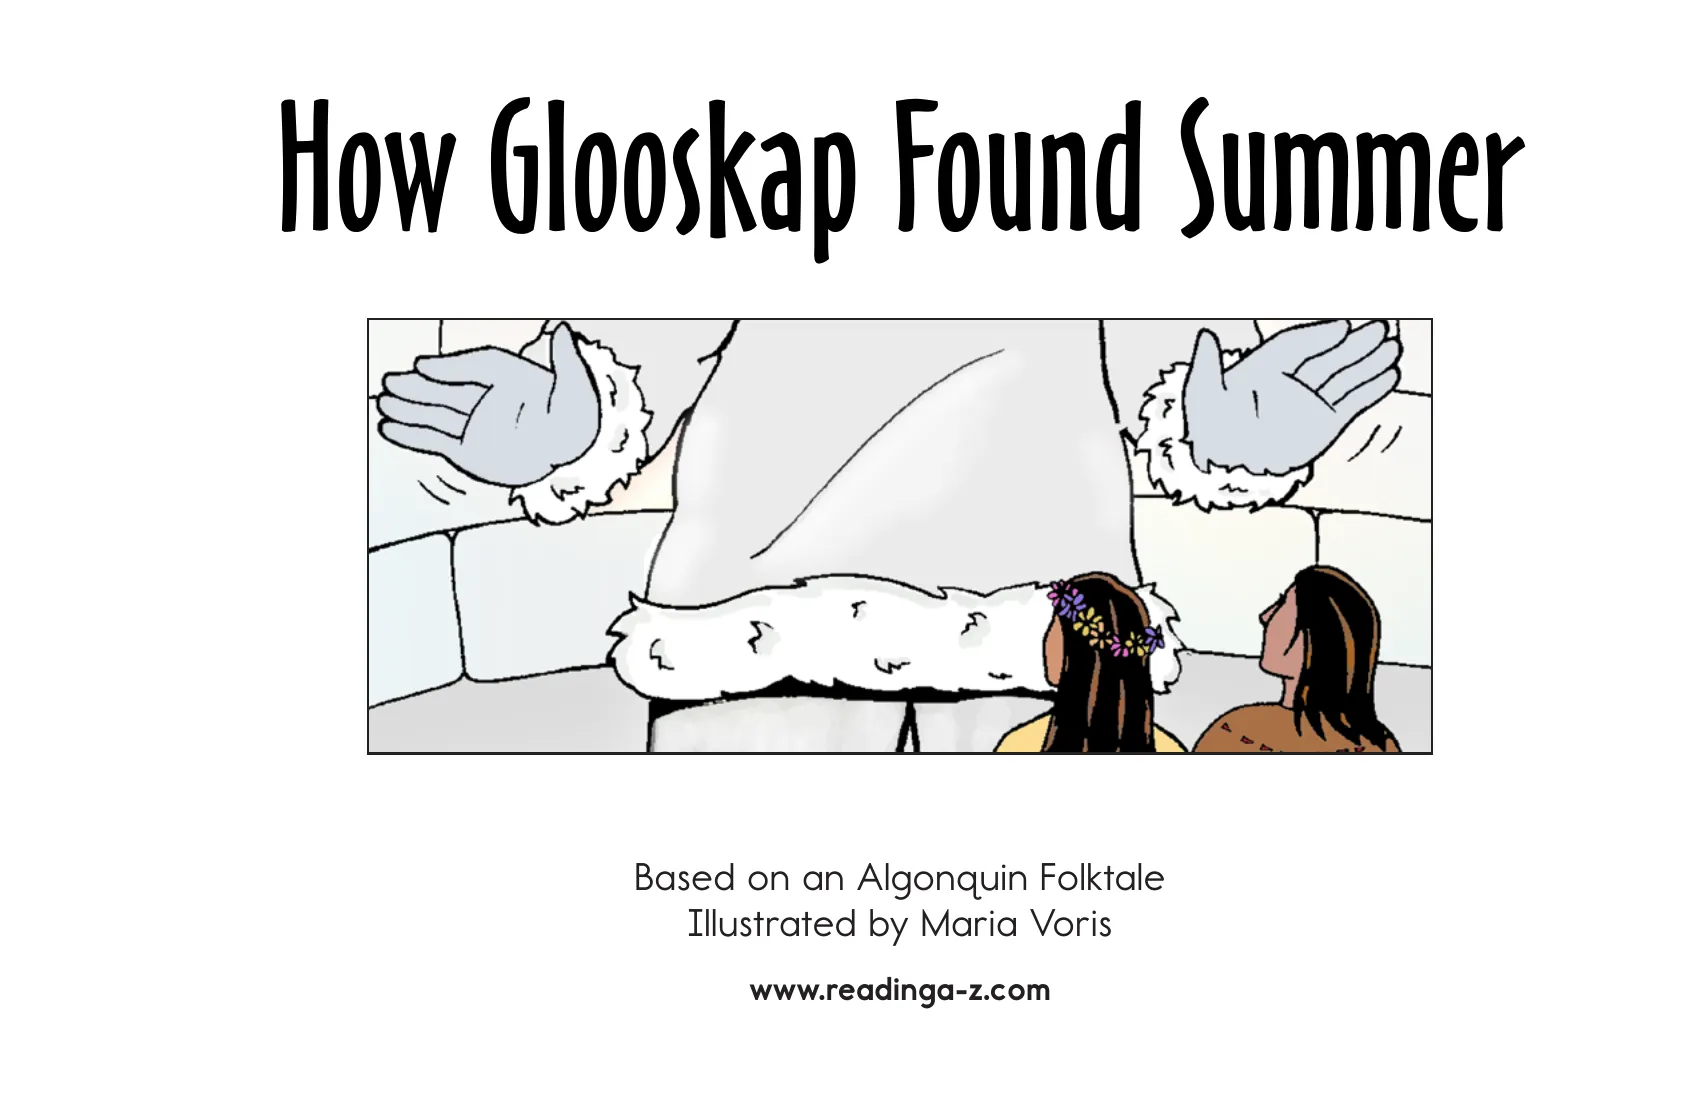 How Glooskap Found Summer
Based on an Algonquin Folktale
Illustrated by Maria Voris
www.readinga-z.com